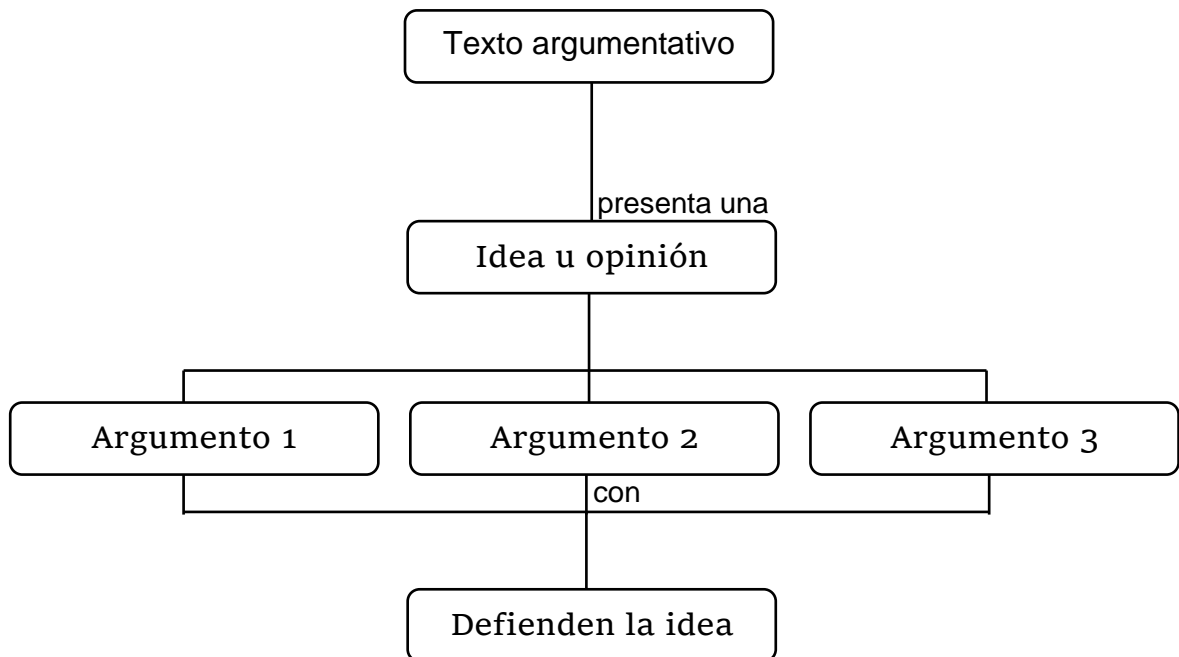 Texto argumentativo
presenta una
Idea u opinión
Argumento 1
Argumento 2
Argumento 3
con
Defienden la idea